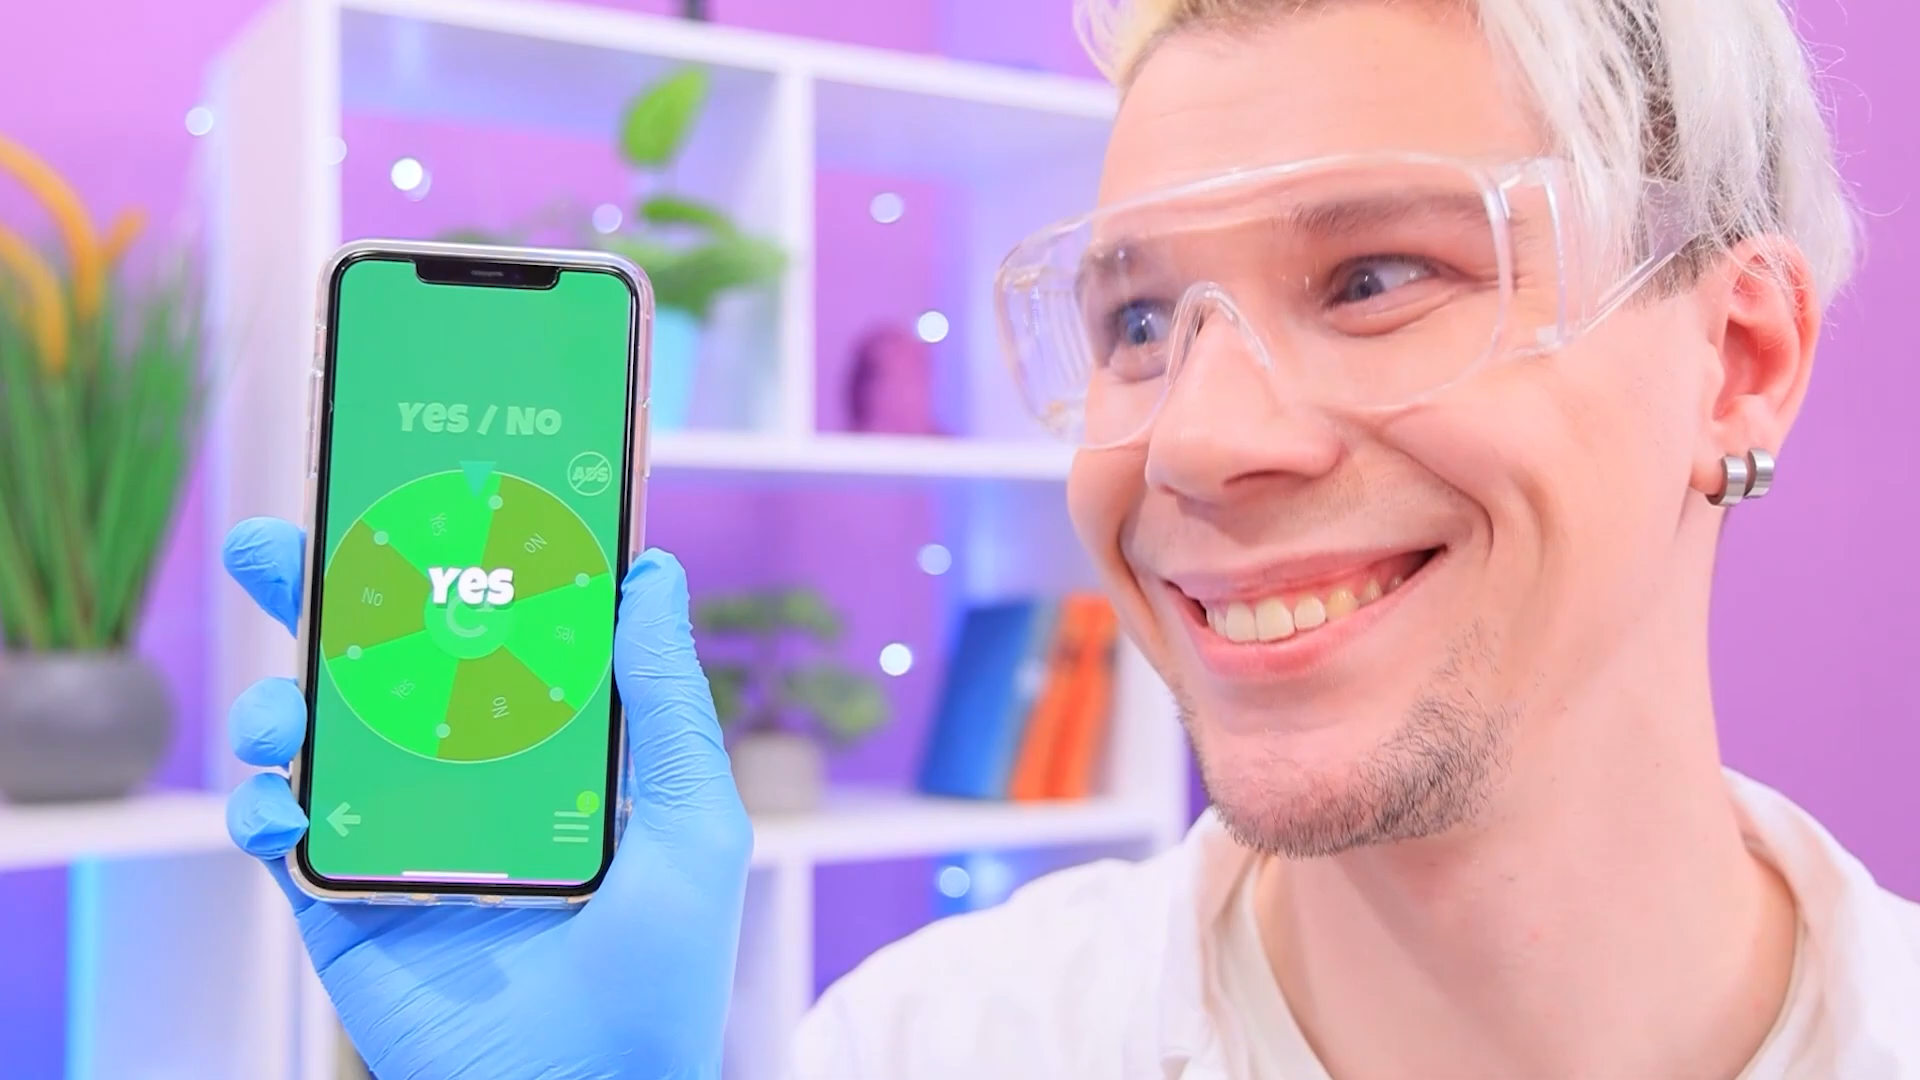 Yes / No
ADS
Yes
No
No
Yes
Yes
Yes
No